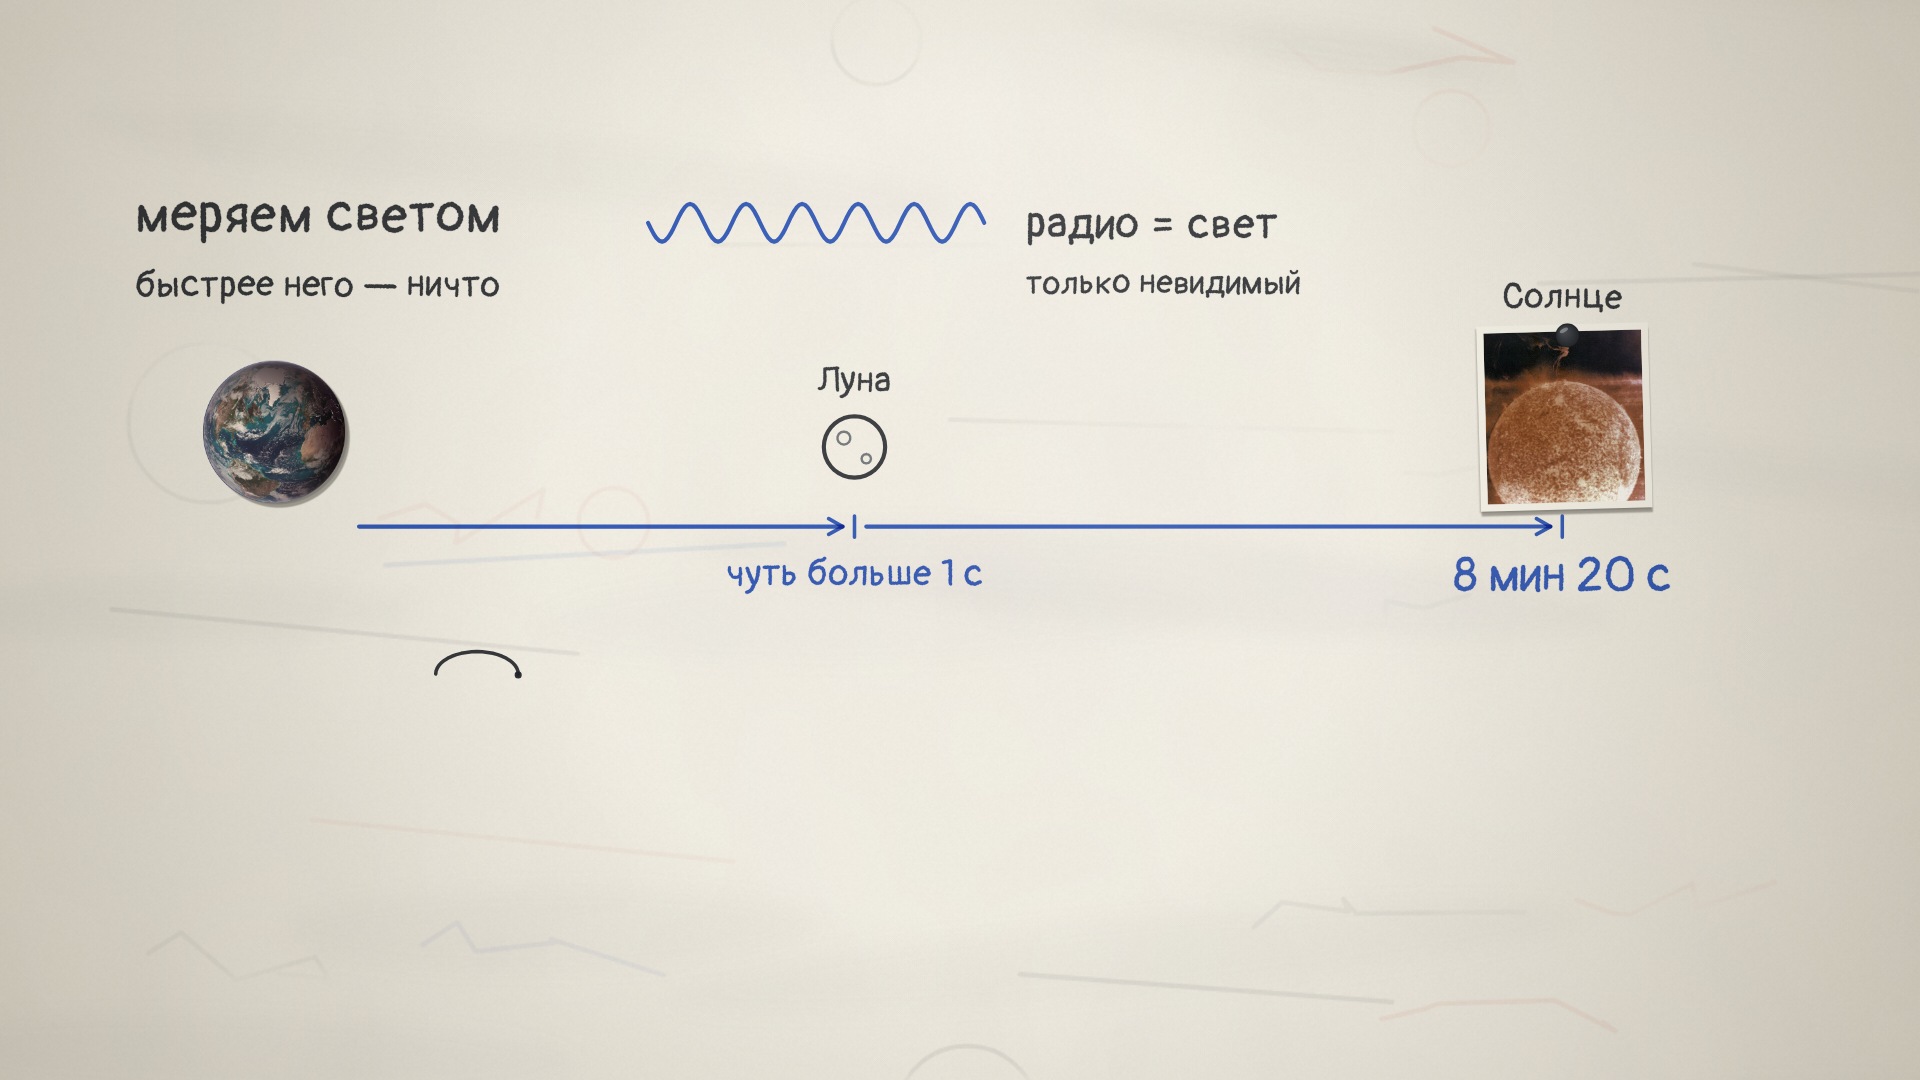 меряем светом
быстрее него — ничто
радио = свет
только невидимый
Солнце
Луна
чуть больше 1 с
8 мин 20 с